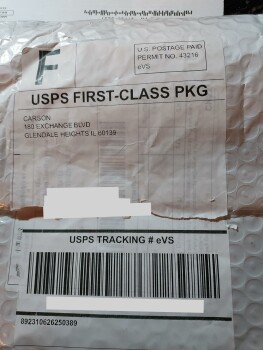 F
U.S. POSTAGE PAID
PERMIT NO. 43216
eVS
USPS FIRST-CLASS PKG
CARSON
180 EXCHANGE BLVD
GLENDALE HEIGHTS IL 60139
USPS TRACKING # eVS
892310626250389